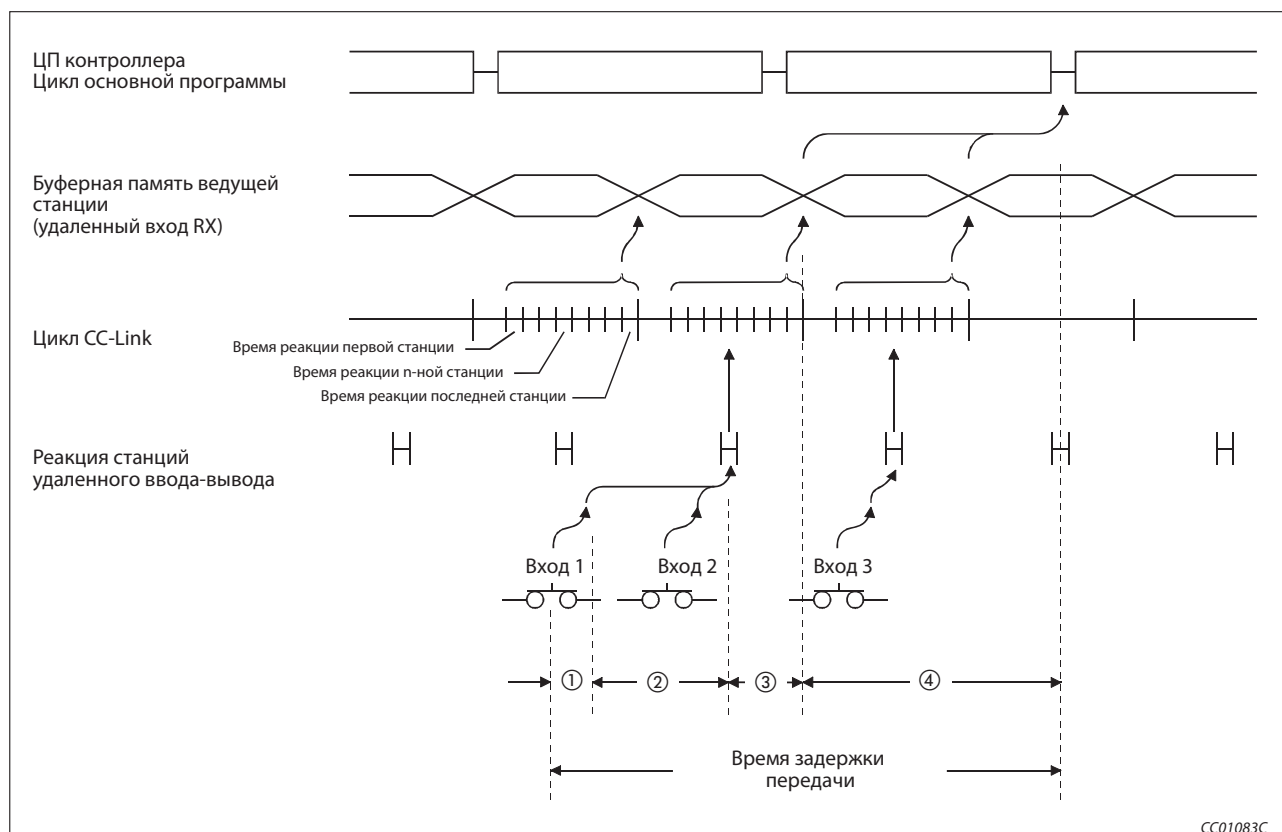 ЦП контроллера
Цикл основной программы
Буферная память ведущей
станции
(удаленный вход RX)
Цикл CC-Link
Время реакции первой станции
Время реакции n-ной станции
Время реакции последней станции
Реакция станций
удаленного ввода-вывода
Вход 1
Вход 2
Вход 3
①
②
③
④
Время задержки
передачи
CC01083C